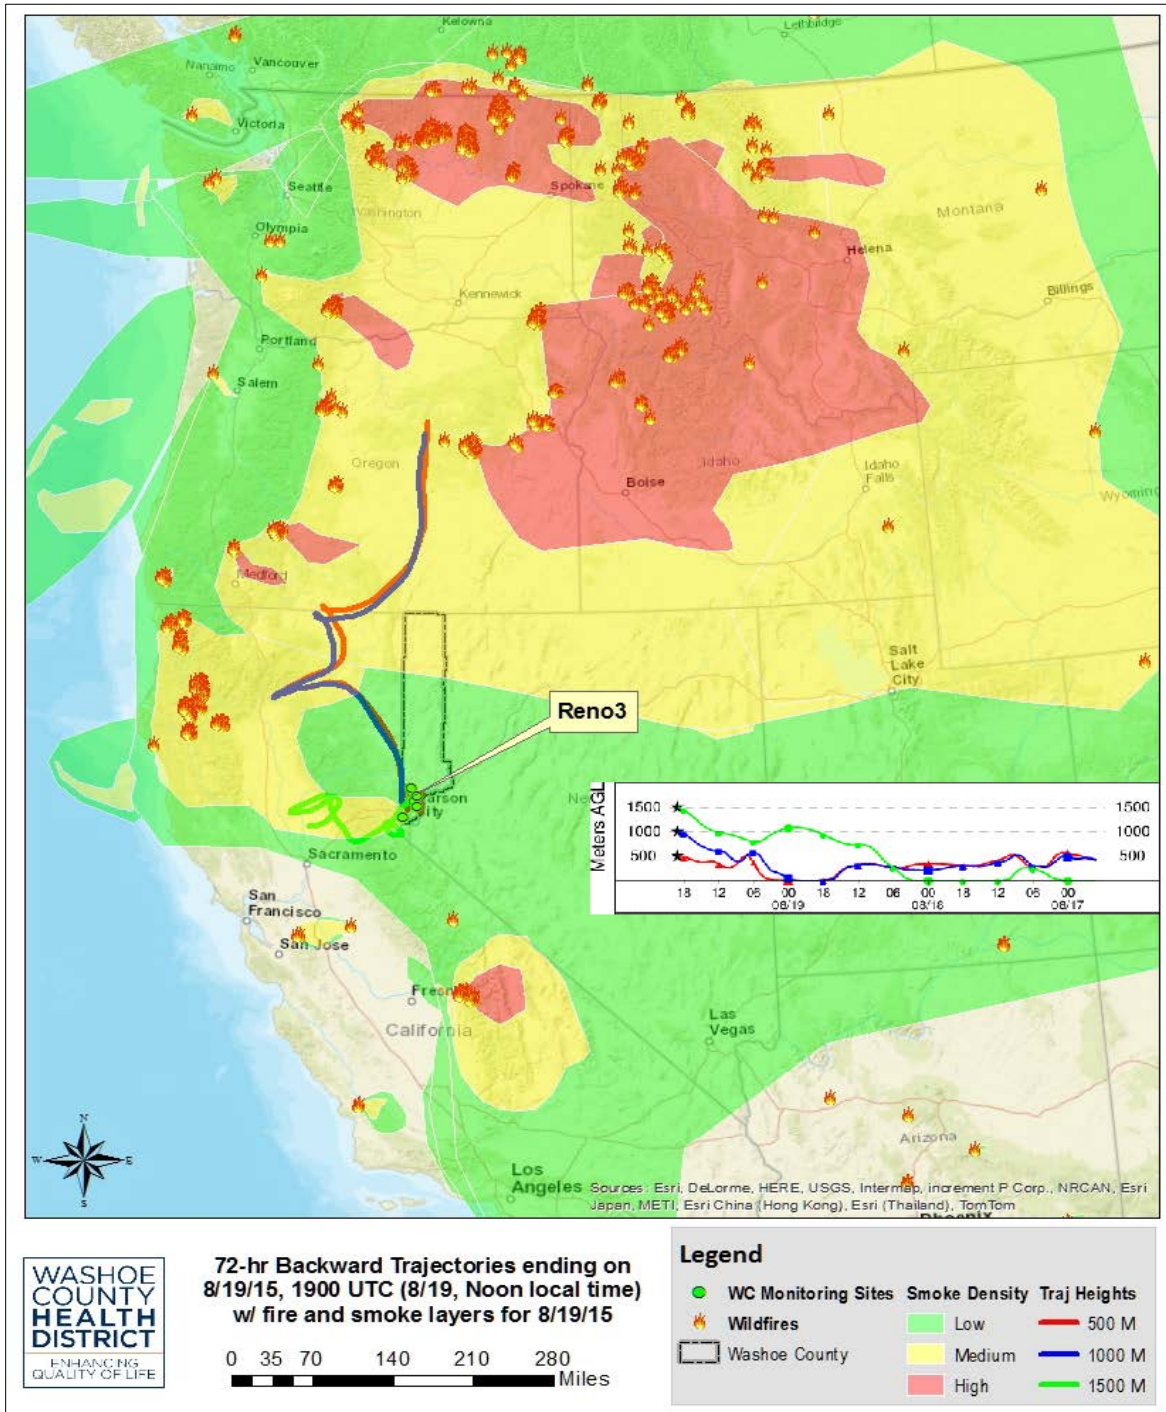 Kelowna
Lethbridge
Nanaimo
Vancouver
Victoria
Seattle
Spokane
Washington
Montana
Olympia
Helena
Kennewick
Billings
Portland
Salem
Oregon
Idaho
Idaho
Falls
Boise
Wyoming
Medford
Salt
Lake
City
Reno3
Carson
City
Ne
Sacramento
San
Francisco
San Jose
Fresn
California
Las
Vegas
Arizona
Los
Angeles
Phoenix
Meters AGL
1500
1000
500
1500
1000
500
18 12 06 00 18 12 06 00 18 12 06 00
08/19 08/18 08/17
N
W E
S
Sources: Esri, DeLorme, HERE, USGS, Intermap, increment P Corp., NRCAN, Esri
Japan, METI, Esri China (Hong Kong), Esri (Thailand), TomTom
WASHOE
COUNTY
HEALTH
DISTRICT
ENHANCING
QUALITY OF LIFE
72-hr Backward Trajectories ending on
8/19/15, 1900 UTC (8/19, Noon local time)
w/ fire and smoke layers for 8/19/15
0 35 70 140 210 280
Miles
Legend
WC Monitoring Sites Smoke Density Traj Heights
Wildfires Low 500 M
Washoe County Medium 1000 M
High 1500 M